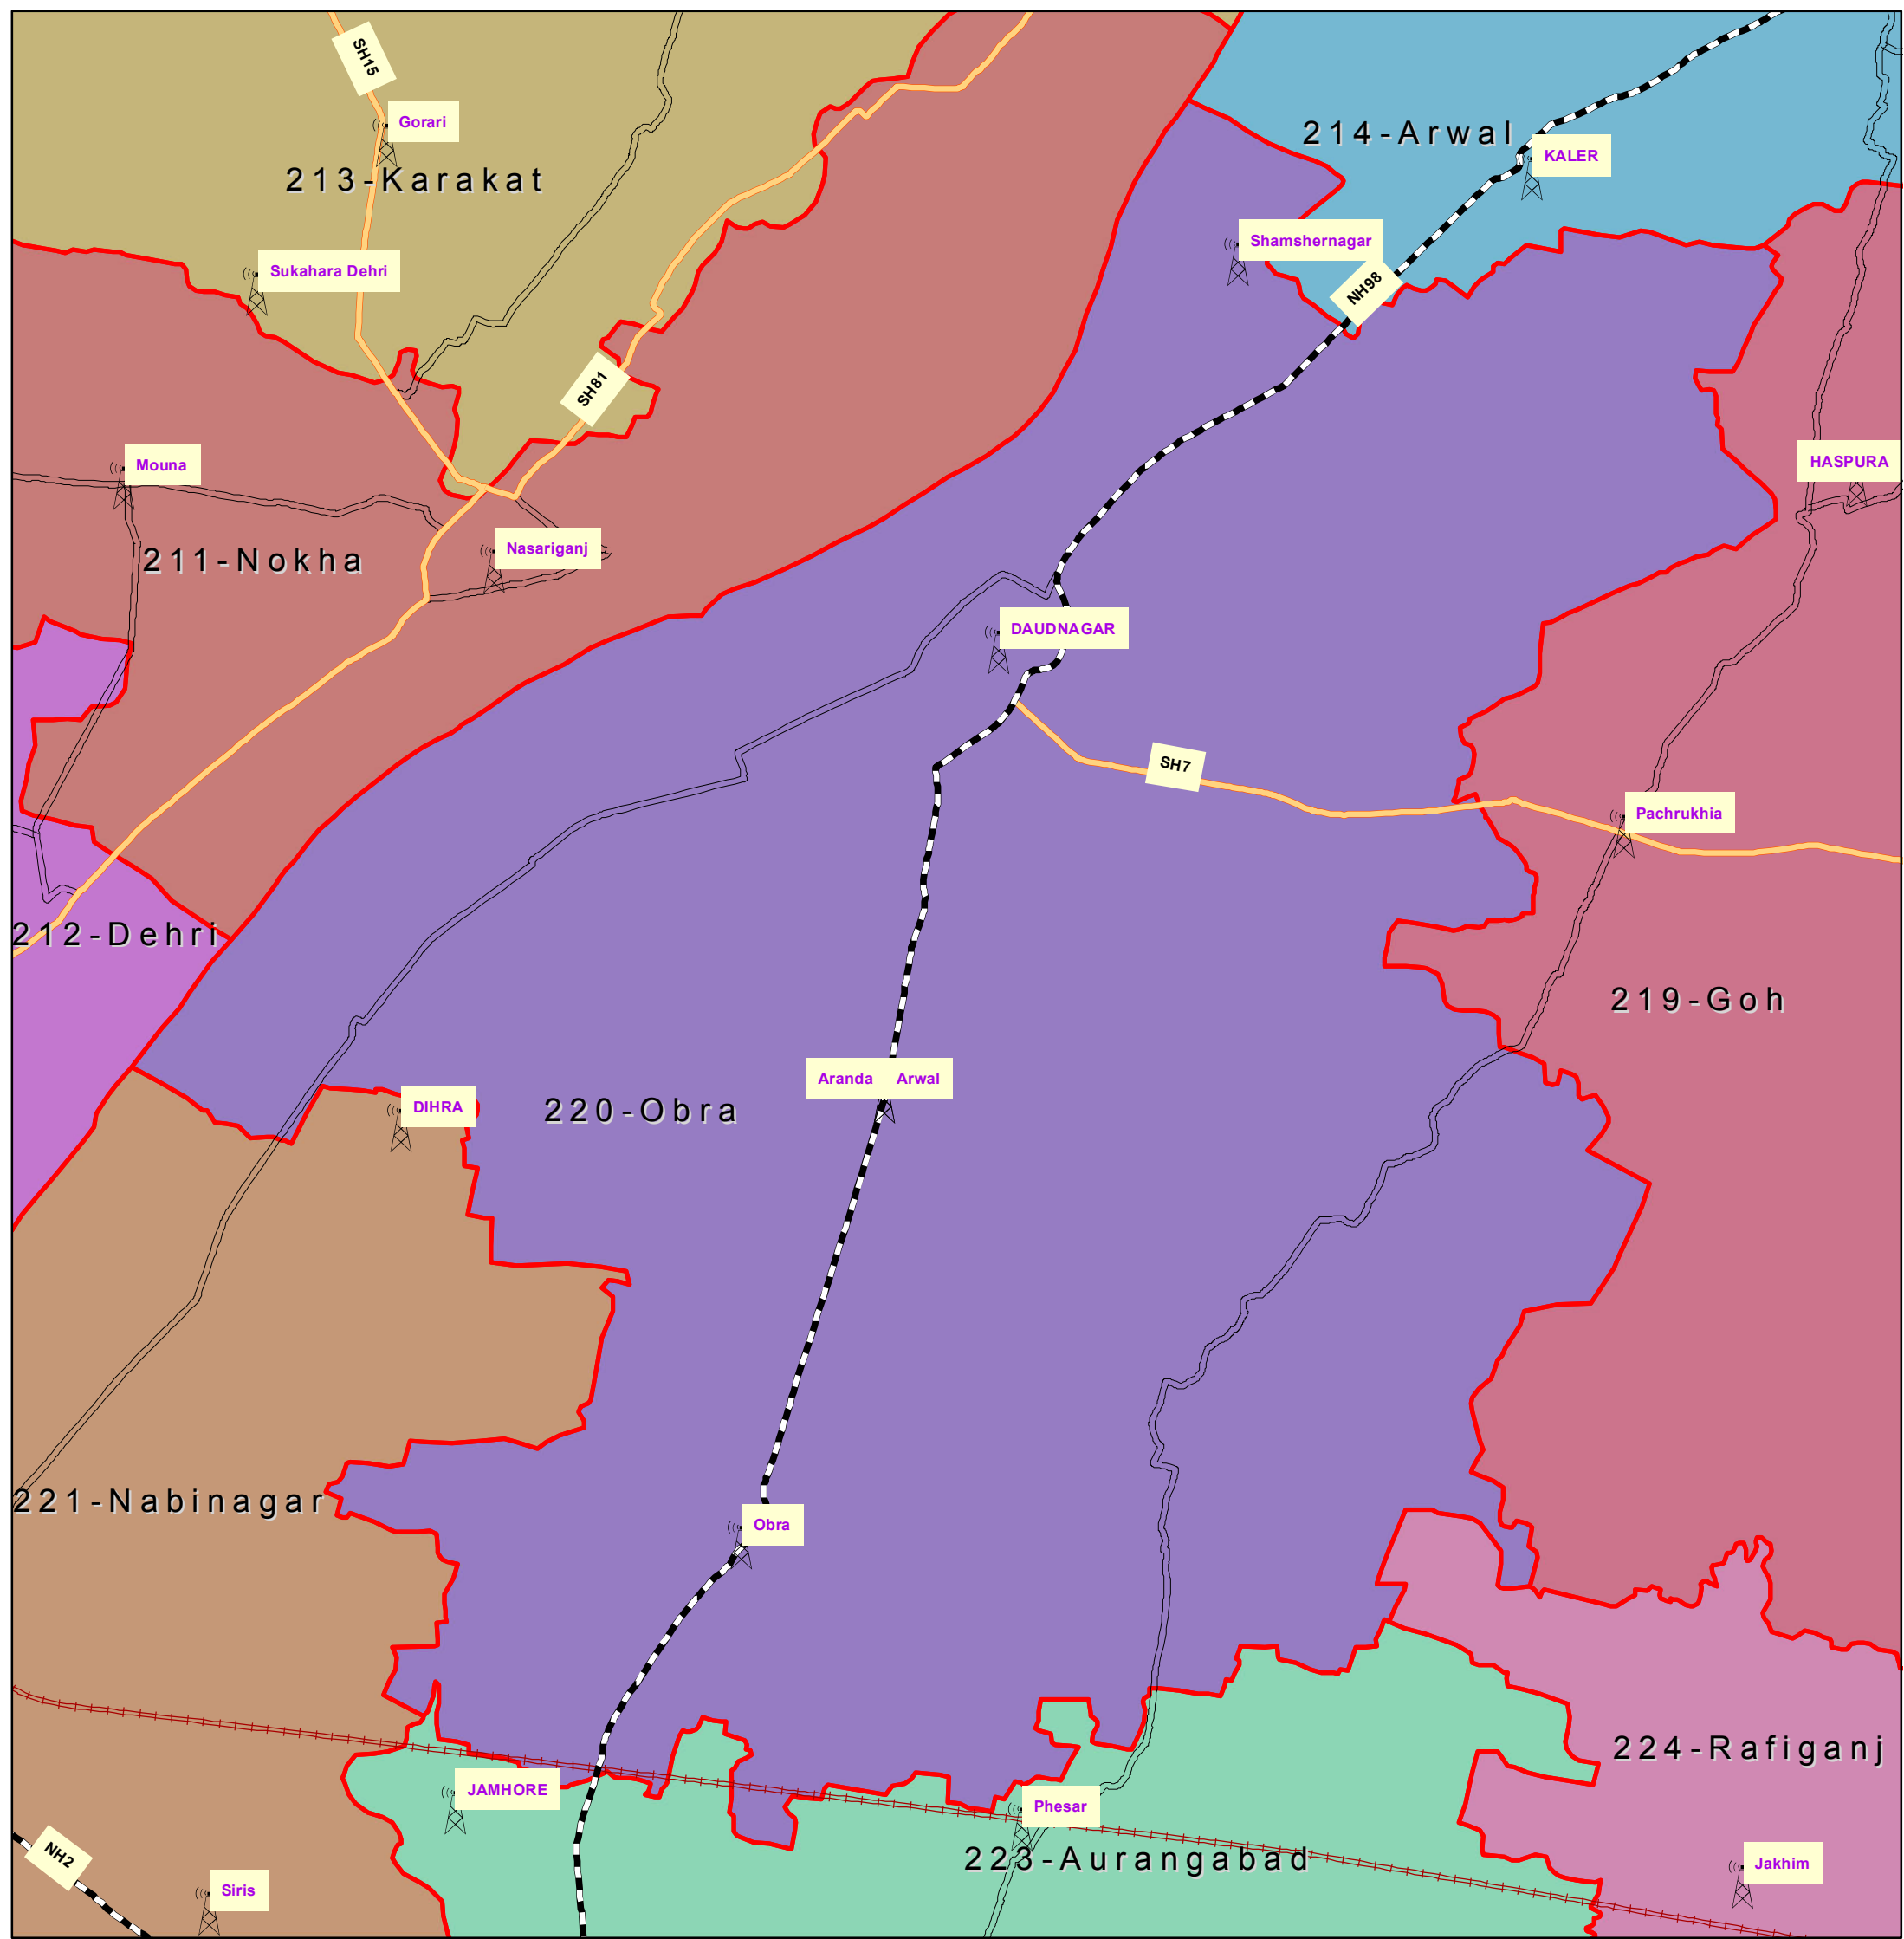 SH15
Gorari
214-Arwal
KALER
213-Karakat
Shamshernagar
Sukahara Dehri
NH98
SH81
Mouna
HASPURA
Nasariganj
211-Nokha
DAUDNAGAR
SH7
Pachrukhia
212-Dehri
219-Goh
Aranda Arwal
DIHRA
220-Obra
221-Nabinagar
Obra
224-Rafiganj
JAMHORE
Phesar
223-Aurangabad
NH2
Jakhim
Siris